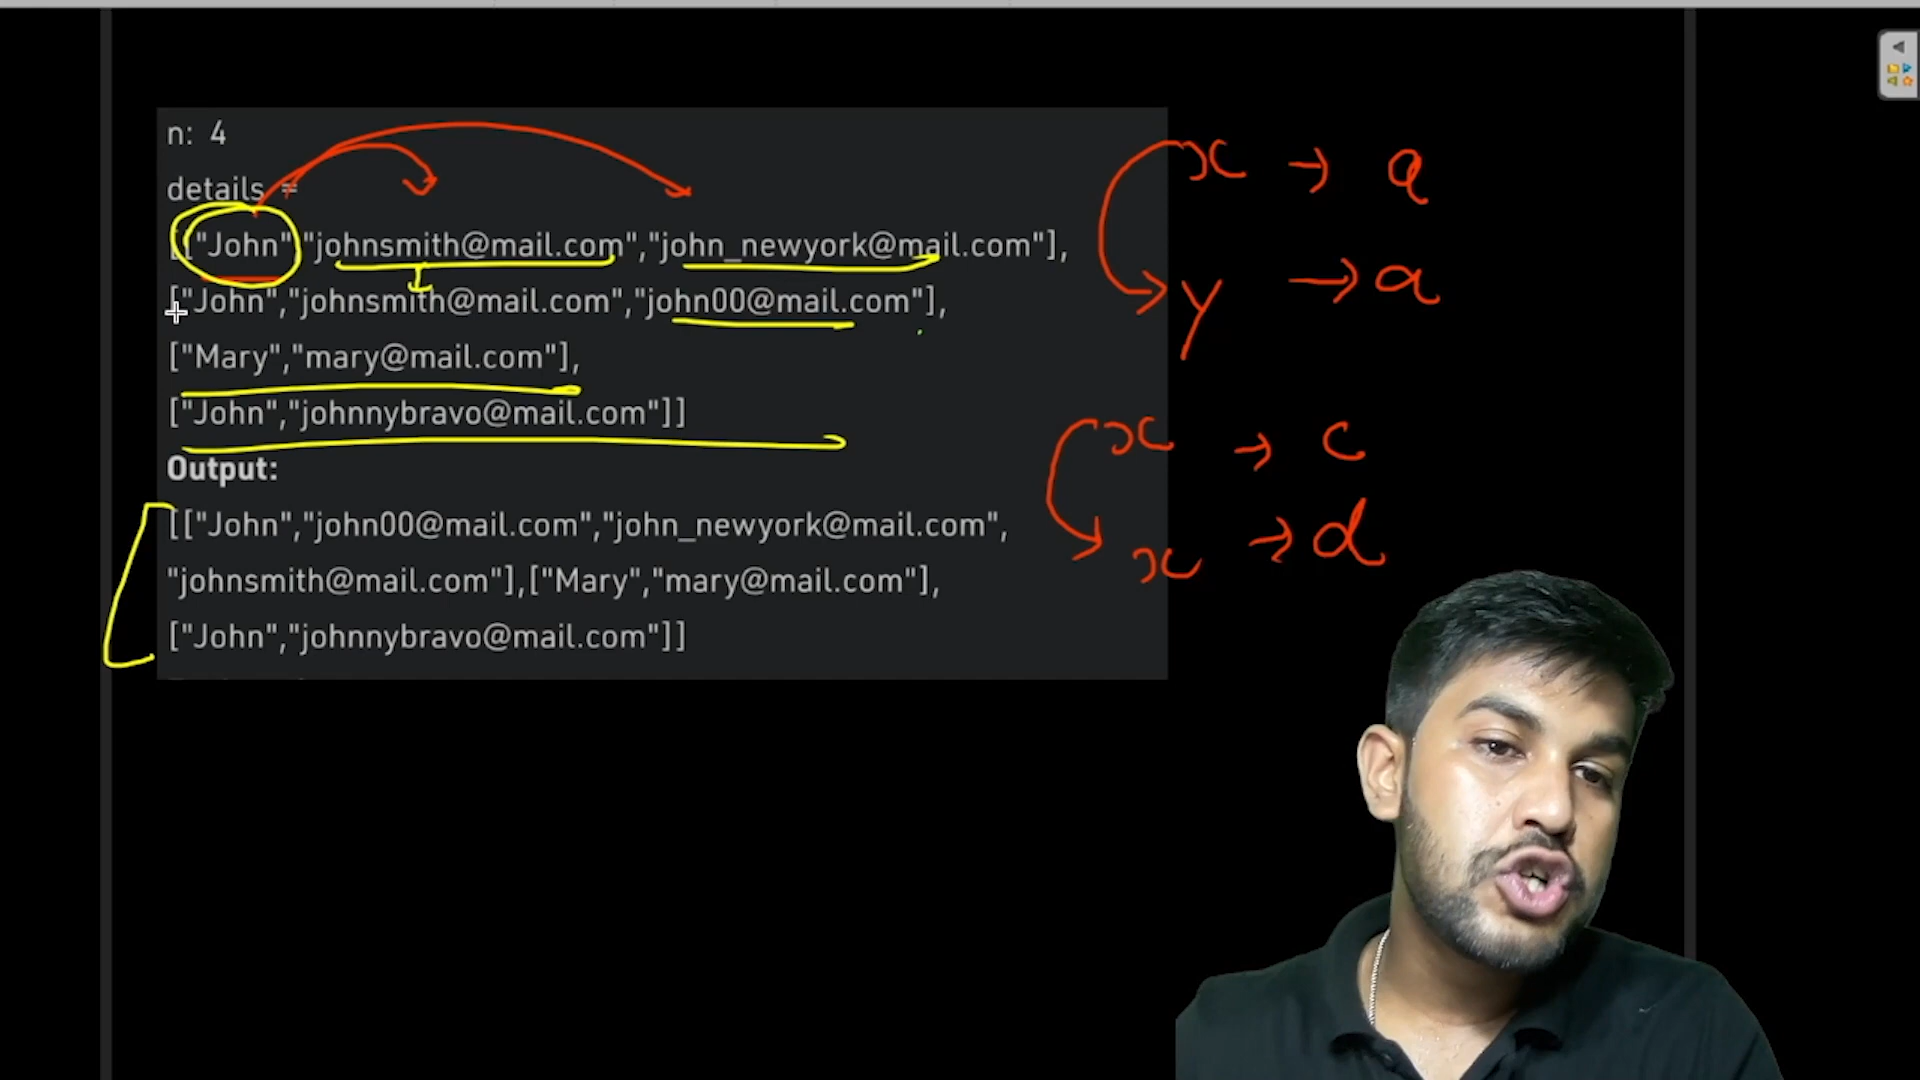 n: 4
details =
[["John","johnsmith@mail.com","john_newyork@mail.com"],
["John","johnsmith@mail.com","john00@mail.com"],
["Mary","mary@mail.com"],
["John","johnnybravo@mail.com"]]
Output:
[["John","john00@mail.com","john_newyork@mail.com",
"johnsmith@mail.com"],["Mary","mary@mail.com"],
["John","johnnybravo@mail.com"]]
x → a
y → a
x → c
x → d